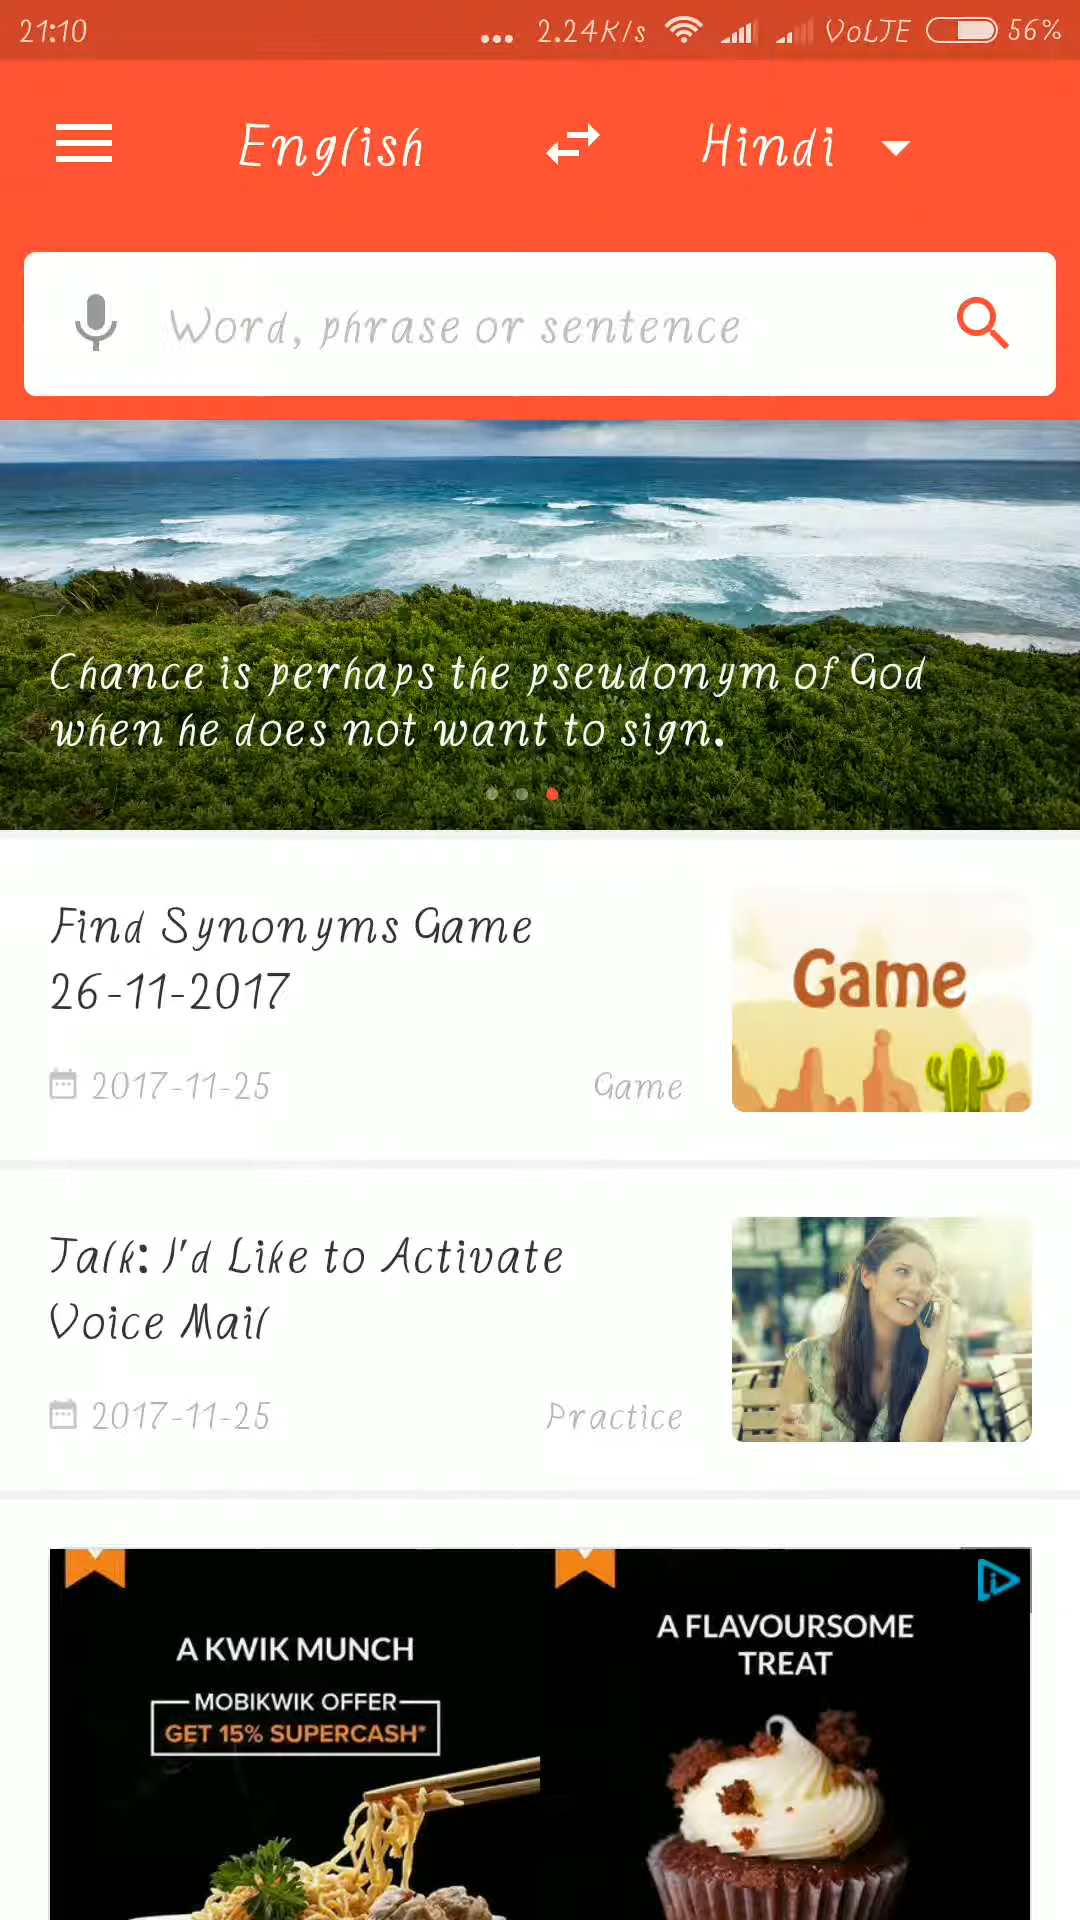 21:10
... 2.24K/s VoLTE 56%
English
Hindi
Word, phrase or sentence
Chance is perhaps the pseudonym of God
when he does not want to sign.
Find Synonyms Game
26-11-2017
2017-11-25
Game
Game
Talk: I'd Like to Activate
Voice Mail
2017-11-25
Practice
A KWIK MUNCH
MOBIKWIK OFFER
GET 15% SUPERCASH*
A FLAVOURSOME
TREAT